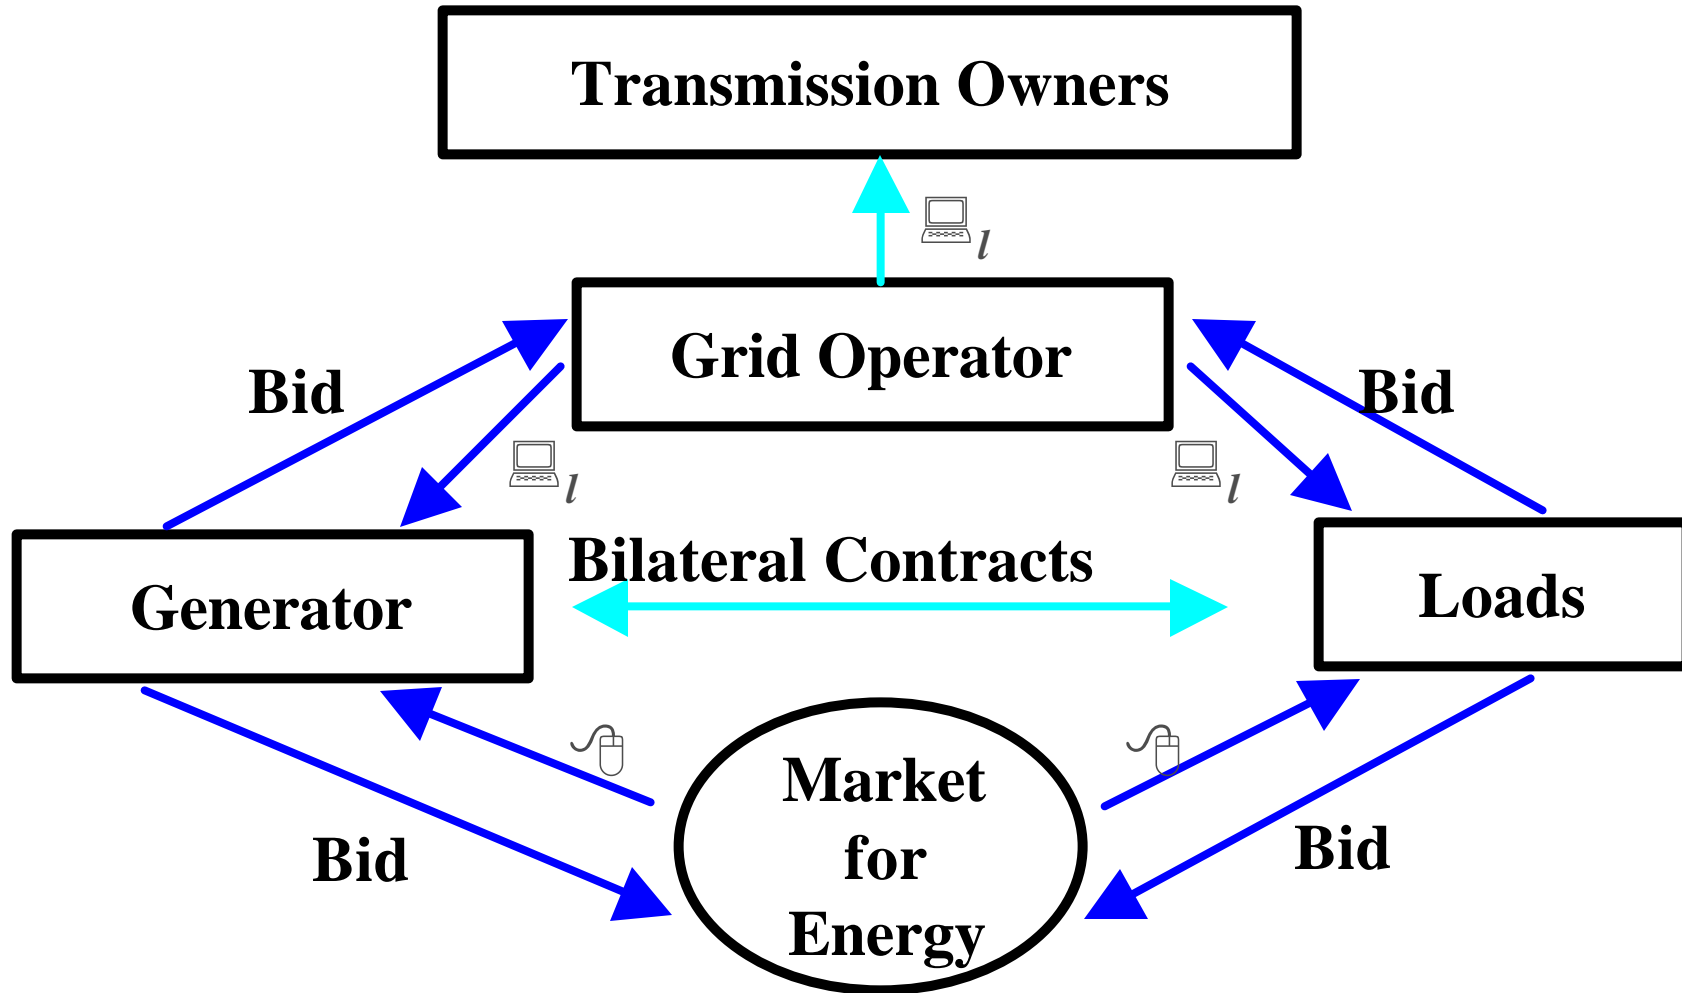 Transmission Owners
l
Grid Operator
Bid
Bid
l
l
Bilateral Contracts
Generator
Loads
Market
for
Energy
Bid
Bid